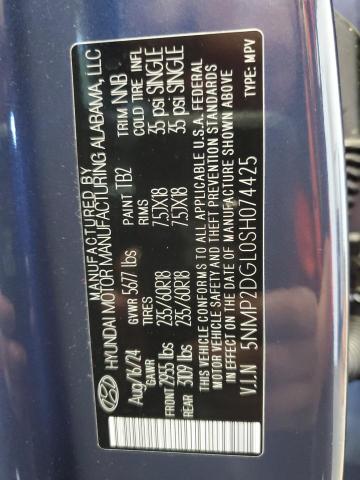 MANUFACTURED BY
HYUNDAI MOTOR MANUFACTURING ALABAMA, LLC
Aug/16/24 GVWR 5677 lbs PAINT TB2 TRIM NNB
GAWR TIRES RIMS COLD TIRE INFL
FRONT 2955 lbs 235/60R18 7.5JX18 35 psi SINGLE
REAR 3109 lbs 235/60R18 7.5JX18 35 psi SINGLE
THIS VEHICLE CONFORMS TO ALL APPLICABLE U.S.A. FEDERAL
MOTOR VEHICLE SAFETY AND THEFT PREVENTION STANDARDS
IN EFFECT ON THE DATE OF MANUFACTURE SHOWN ABOVE
V.I.N 5NMP2DGL0SH074425
TYPE: MPV